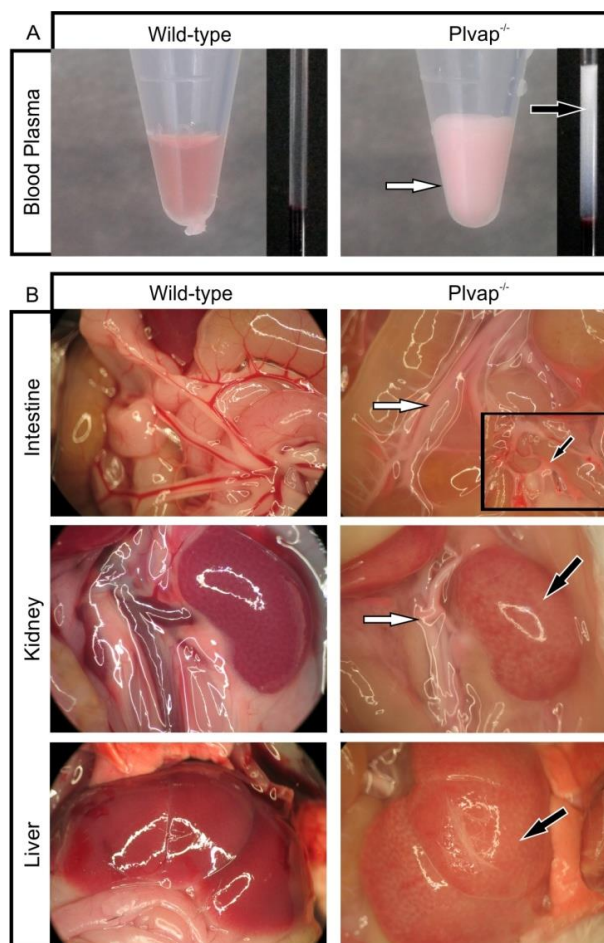 A
Wild-type
Plvap-/-
Blood Plasma
B
Wild-type
Plvap-/-
Intestine
Kidney
Liver